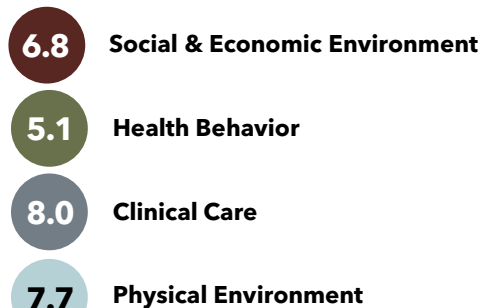 6.8 Social & Economic Environment
5.1 Health Behavior
8.0 Clinical Care
7.7 Physical Environment